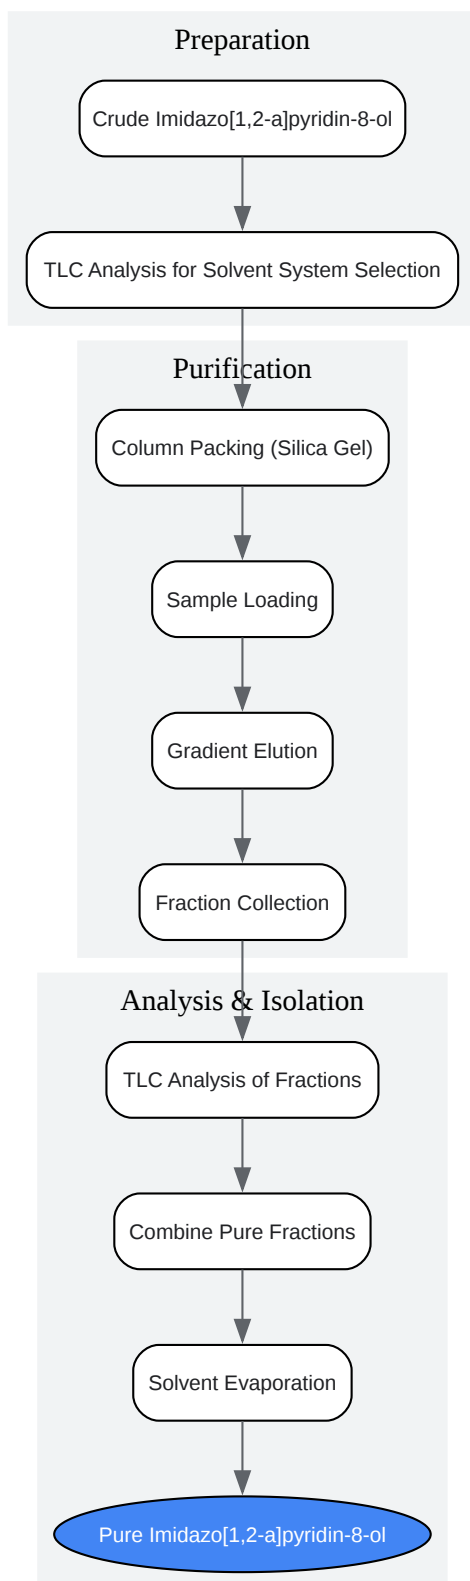 Preparation
Crude Imidazo[1,2-a]pyridin-8-ol
TLC Analysis for Solvent System Selection
Purification
Column Packing (Silica Gel)
Sample Loading
Gradient Elution
Fraction Collection
Analysis & Isolation
TLC Analysis of Fractions
Combine Pure Fractions
Solvent Evaporation
Pure Imidazo[1,2-a]pyridin-8-ol